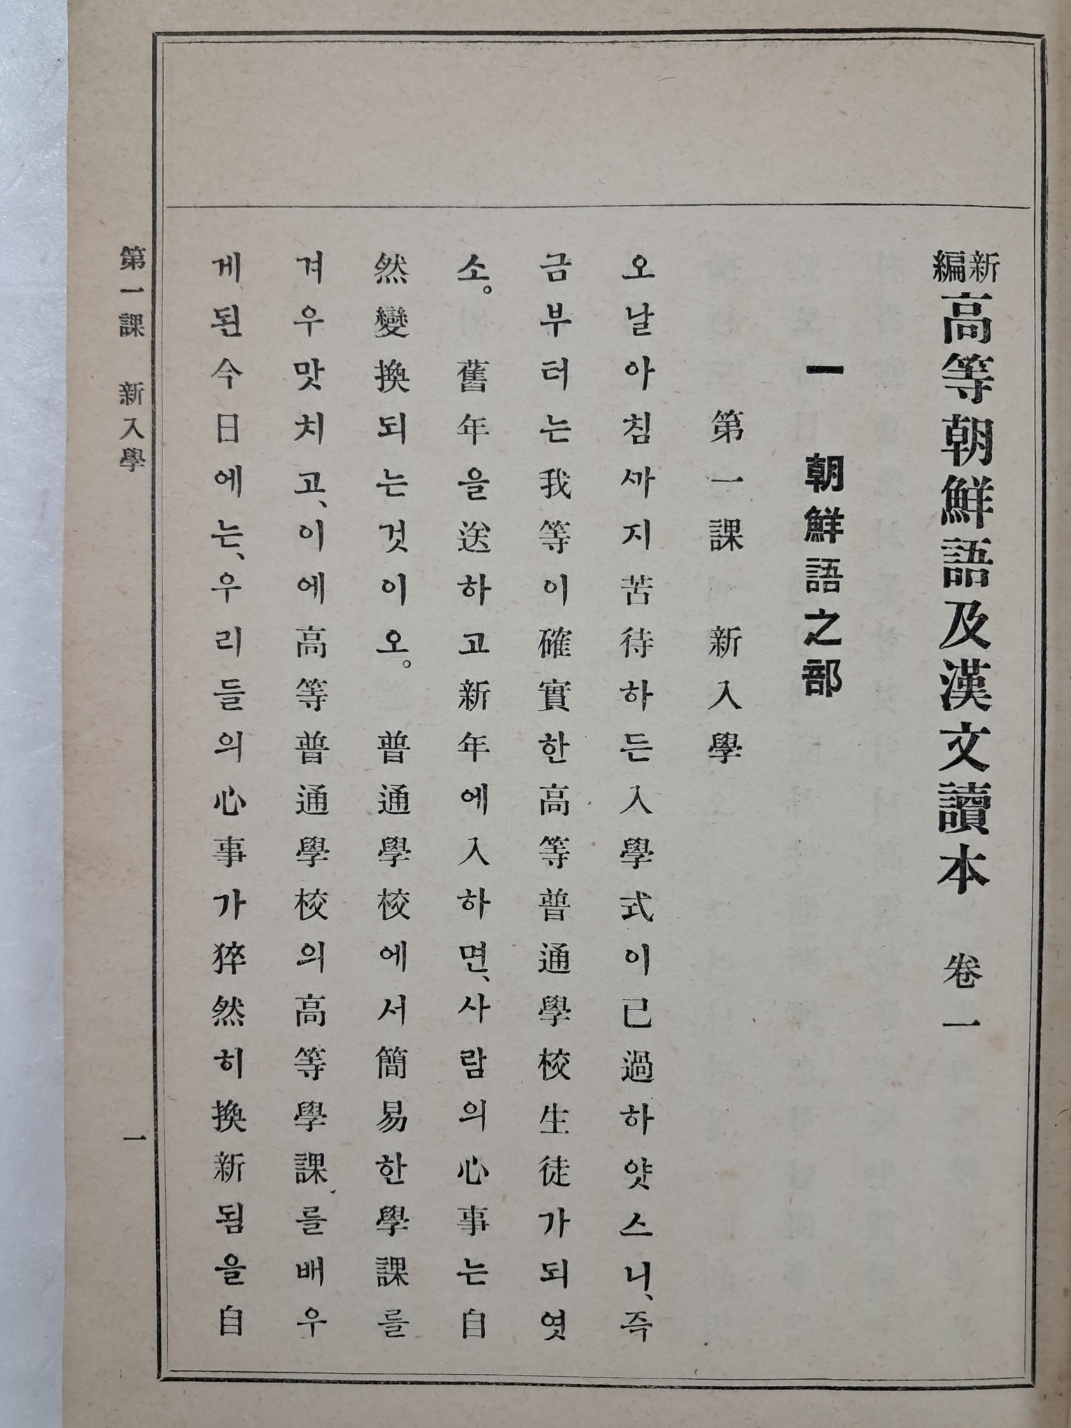 新編 高等朝鮮語及漢文讀本 卷一
一 朝鮮語之部
第一課 新入學
오날아침ᄭᅡ지苦待하든入學式이已過하얏스니、즉
금부터는我等이確實한高等普通學校生徒가되엿
소。 舊年을送하고新年에入하면、사람의心事는自
然變換되는것이오。 普通學校에서簡易한學課를
겨우맛치고、이에高等普通學校의高等學課를배우
게된今日에는、우리들의心事가猝然히換新됨을自
第一課 新入學 一